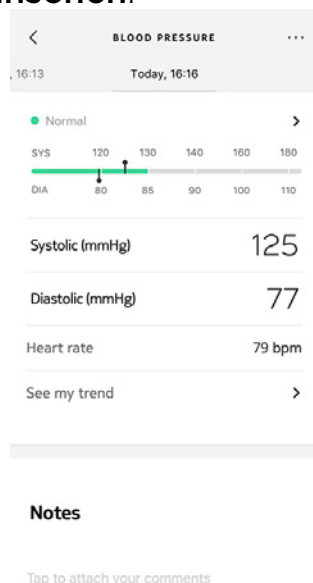 BLOOD PRESSURE
, 16:13 Today, 16:16
Normal
SYS 120 130 140 160 180
DIA 80 85 90 100 110
Systolic (mmHg) 125
Diastolic (mmHg) 77
Heart rate 79 bpm
See my trend
Notes
Tap to attach your comments